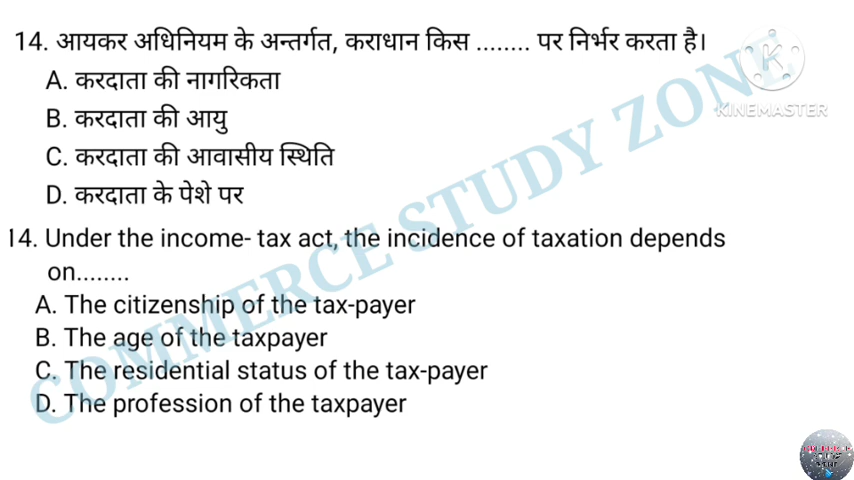 14. आयकर अधिनियम के अन्तर्गत, कराधान किस ........ पर निर्भर करता है।
A. करदाता की नागरिकता
B. करदाता की आयु
C. करदाता की आवासीय स्थिति
D. करदाता के पेशे पर
14. Under the income- tax act, the incidence of taxation depends
on........
A. The citizenship of the tax-payer
B. The age of the taxpayer
C. The residential status of the tax-payer
D. The profession of the taxpayer
COMMERCE STUDY ZONE
K
KINEMASTER